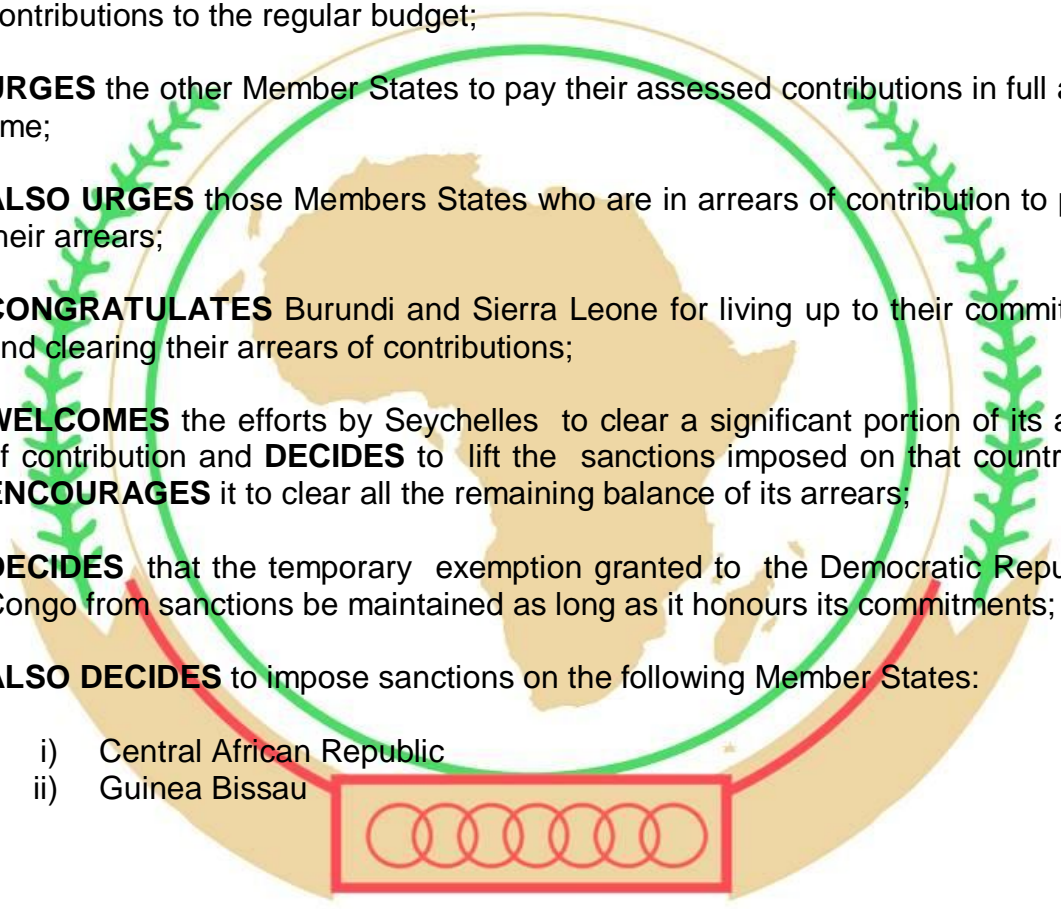 ontributions to the regular budget;
URGES the other Member States to pay their assessed contributions in full a
ime;
ALSO URGES those Members States who are in arrears of contribution to p
heir arrears;
CONGRATULATES Burundi and Sierra Leone for living up to their commit
nd clearing their arrears of contributions;
WELCOMES the efforts by Seychelles to clear a significant portion of its a
f contribution and DECIDES to lift the sanctions imposed on that countr
ENCOURAGES it to clear all the remaining balance of its arrears;
DECIDES that the temporary exemption granted to the Democratic Repu
Congo from sanctions be maintained as long as it honours its commitments;
ALSO DECIDES to impose sanctions on the following Member States:
i) Central African Republic
ii) Guinea Bissau